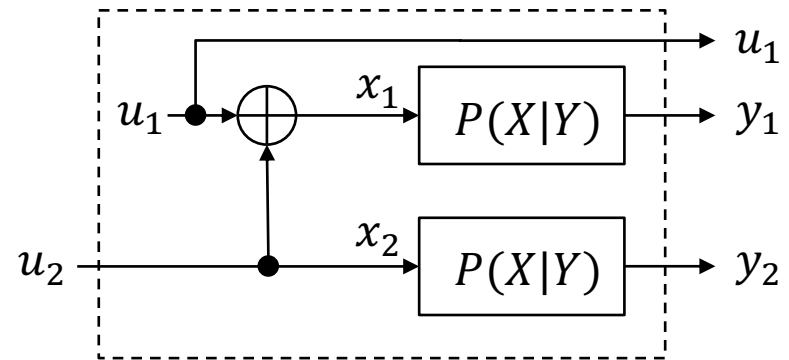 u₁
u₁ x₁ P(X|Y) y₁
u₂ x₂ P(X|Y) y₂